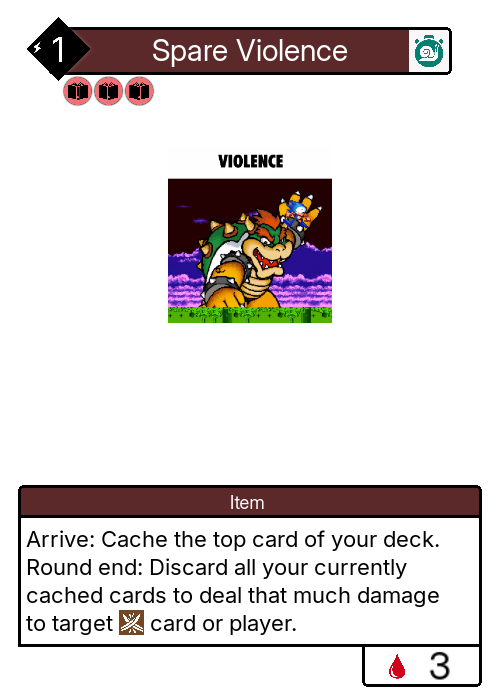 1
Spare Violence
VIOLENCE
Item
Arrive: Cache the top card of your deck.
Round end: Discard all your currently
cached cards to deal that much damage
to target card or player.
3